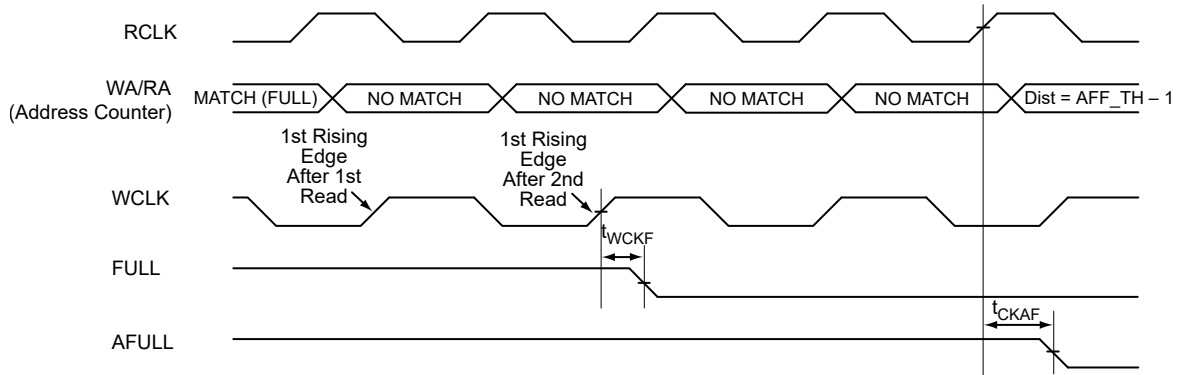 RCLK
WA/RA
(Address Counter)
MATCH (FULL)
NO MATCH
NO MATCH
NO MATCH
NO MATCH
Dist = AFF_TH – 1
1st Rising
Edge
After 1st
Read
1st Rising
Edge
After 2nd
Read
WCLK
tWCKF
FULL
tCKAF
AFULL